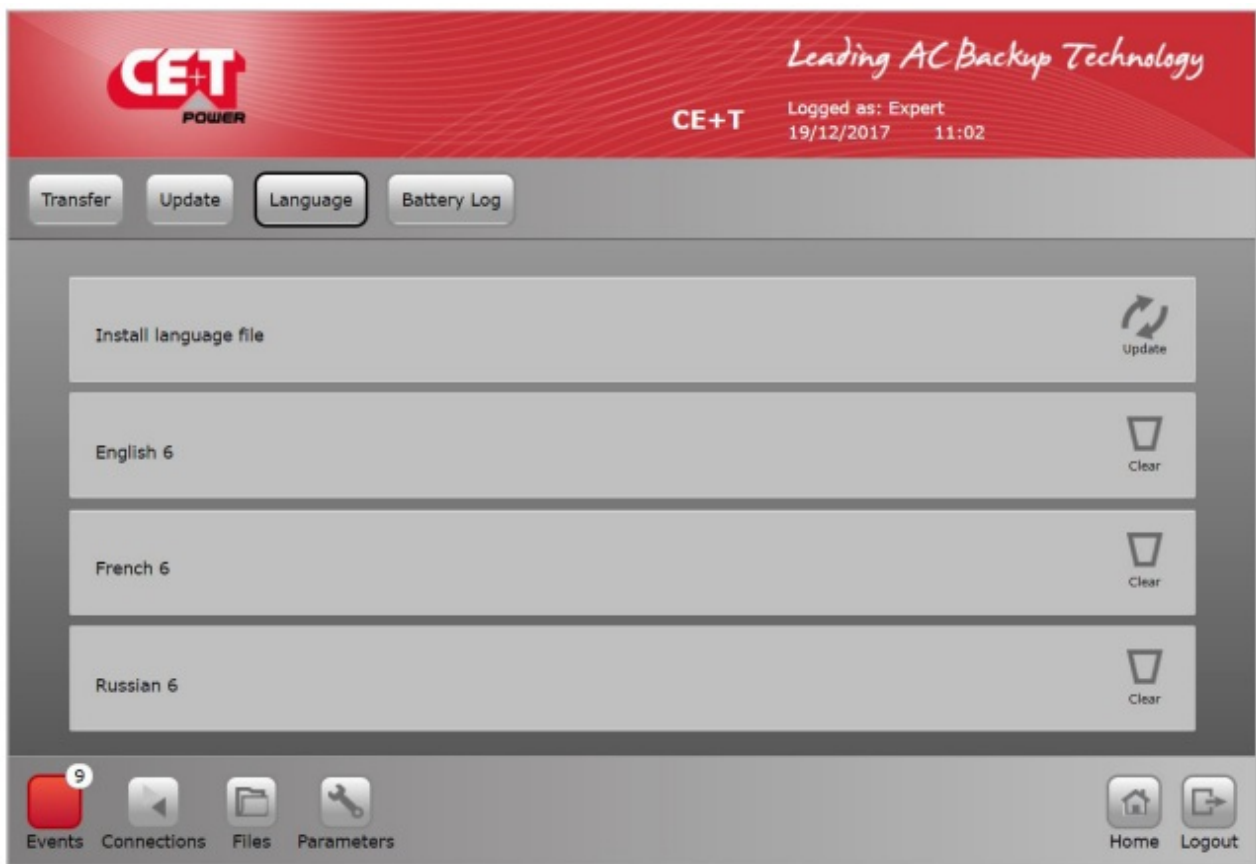 CE+T
POWER
Leading AC Backup Technology
CE+T
Logged as: Expert
19/12/2017 11:02
Transfer Update Language Battery Log
Install language file
Update
English 6
Clear
French 6
Clear
Russian 6
Clear
9
Events Connections Files Parameters Home Logout